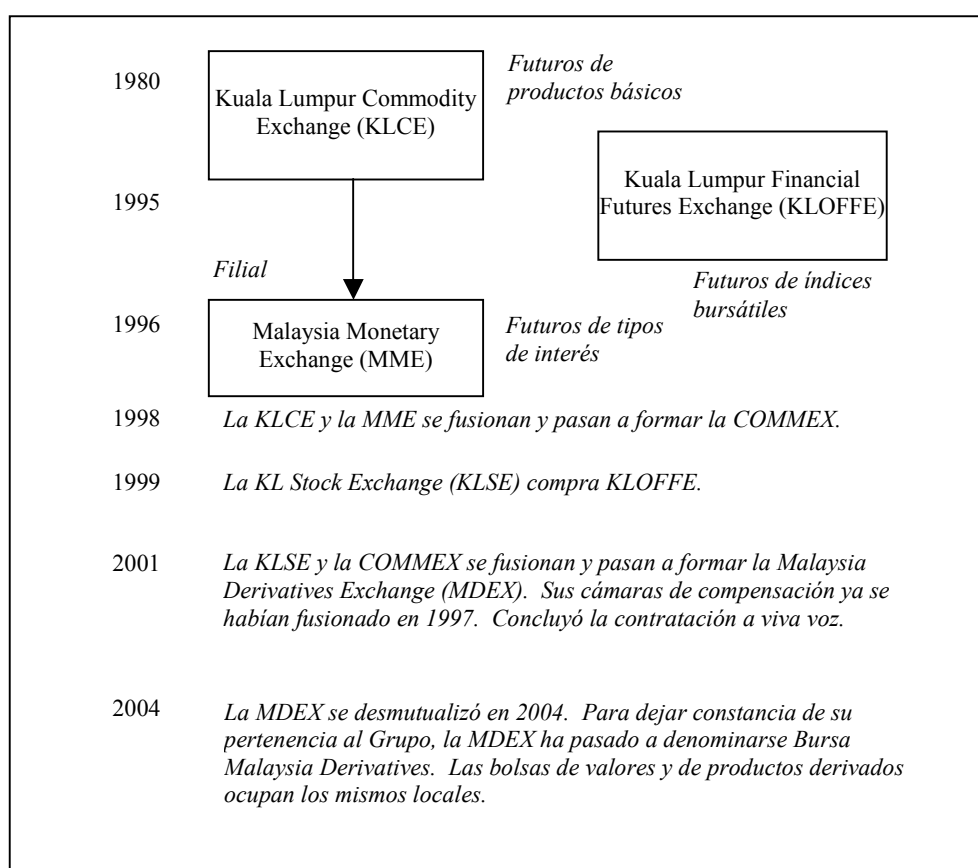 1980
Kuala Lumpur Commodity
Exchange (KLCE)
Futuros de
productos básicos
1995
Kuala Lumpur Financial
Futures Exchange (KLOFFE)
Filial
Futuros de índices
bursátiles
1996
Malaysia Monetary
Exchange (MME)
Futuros de tipos
de interés
1998
La KLCE y la MME se fusionan y pasan a formar la COMMEX.
1999
La KL Stock Exchange (KLSE) compra KLOFFE.
2001
La KLSE y la COMMEX se fusionan y pasan a formar la Malaysia
Derivatives Exchange (MDEX). Sus cámaras de compensación ya se
habían fusionado en 1997. Concluyó la contratación a viva voz.
2004
La MDEX se desmutualizó en 2004. Para dejar constancia de su
pertenencia al Grupo, la MDEX ha pasado a denominarse Bursa
Malaysia Derivatives. Las bolsas de valores y de productos derivados
ocupan los mismos locales.